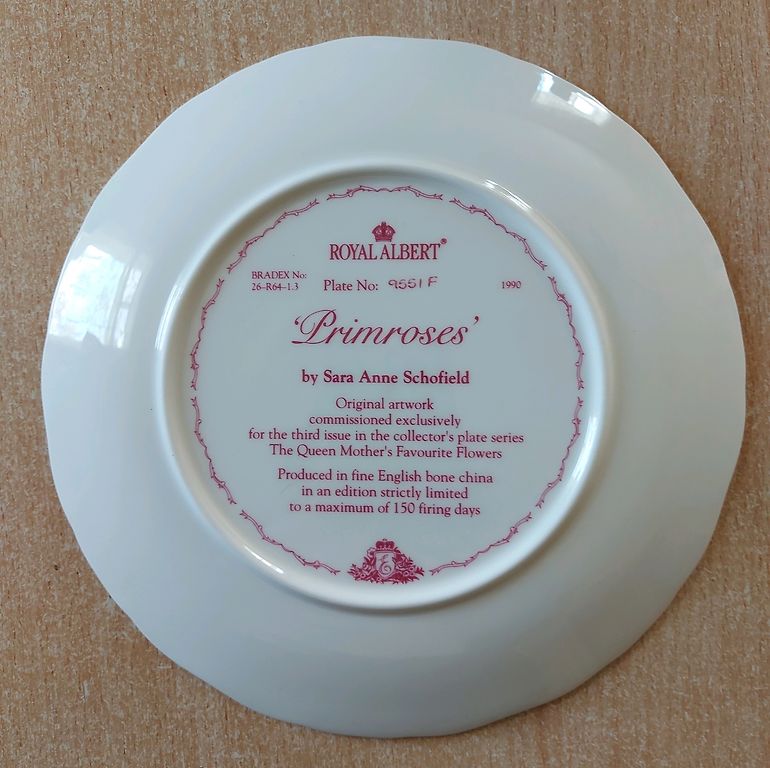 ROYAL ALBERT®
BRADEX No:
26–R64–1.3
Plate No: 9551F
1990
'Primroses'
by Sara Anne Schofield
Original artwork
commissioned exclusively
for the third issue in the collector's plate series
The Queen Mother's Favourite Flowers
Produced in fine English bone china
in an edition strictly limited
to a maximum of 150 firing days
E